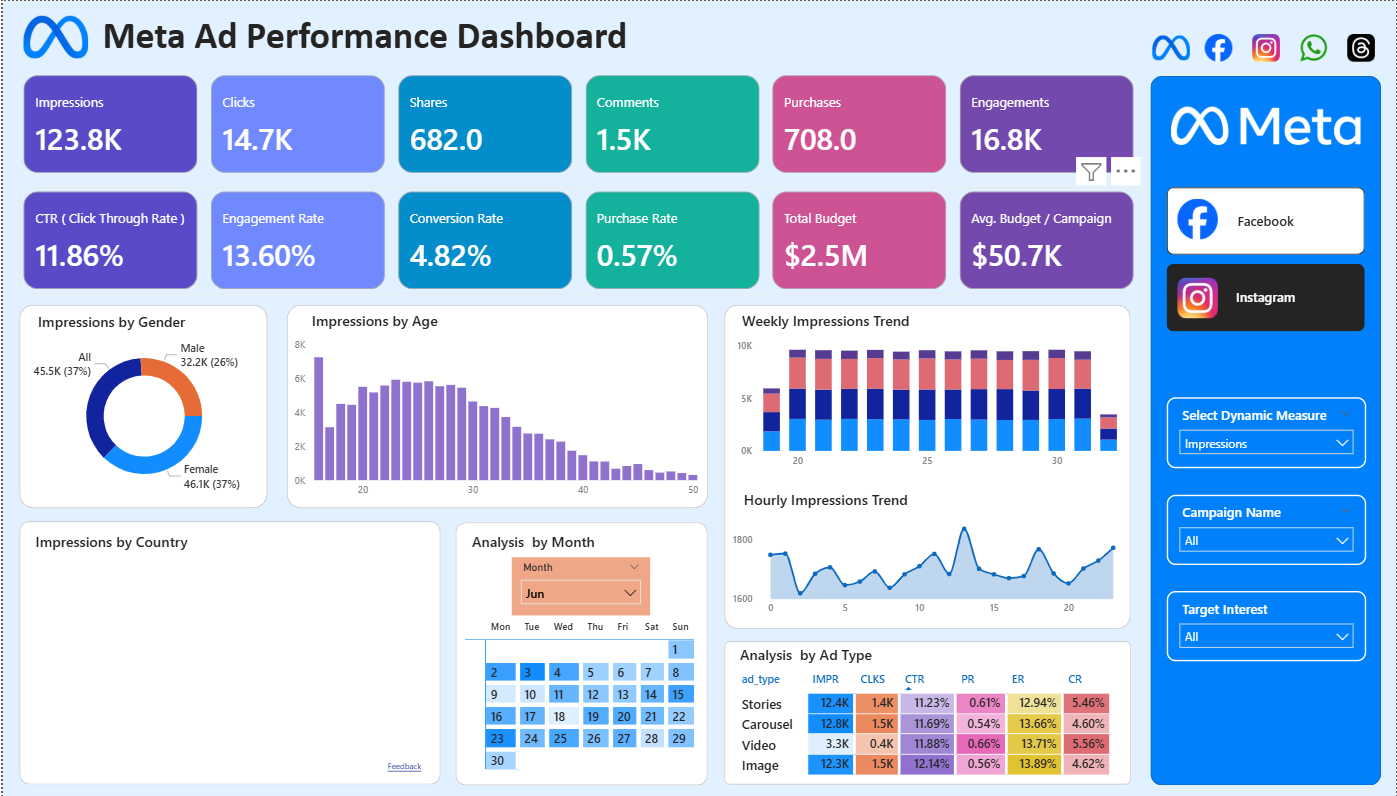 Meta Ad Performance Dashboard
Impressions
123.8K
Clicks
14.7K
Shares
682.0
Comments
1.5K
Purchases
708.0
Engagements
16.8K
CTR ( Click Through Rate )
11.86%
Engagement Rate
13.60%
Conversion Rate
4.82%
Purchase Rate
0.57%
Total Budget
$2.5M
Avg. Budget / Campaign
$50.7K
Impressions by Gender
All
45.5K (37%)
Male
32.2K (26%)
Female
46.1K (37%)
Impressions by Age
8K
6K
4K
2K
0K
20 30 40 50
Weekly Impressions Trend
10K
5K
0K
20 25 30
Hourly Impressions Trend
1800
1600
0 5 10 15 20
Impressions by Country
Feedback
Analysis by Month
Month
Jun
Mon Tue Wed Thu Fri Sat Sun
1
2 3 4 5 6 7 8
9 10 11 12 13 14 15
16 17 18 19 20 21 22
23 24 25 26 27 28 29
30
Analysis by Ad Type
ad_type IMPR CLKS CTR PR ER CR
Stories 12.4K 1.4K 11.23% 0.61% 12.94% 5.46%
Carousel 12.8K 1.5K 11.69% 0.54% 13.66% 4.60%
Video 3.3K 0.4K 11.88% 0.66% 13.71% 5.56%
Image 12.3K 1.5K 12.14% 0.56% 13.89% 4.62%
Meta
Facebook
Instagram
Select Dynamic Measure
Impressions
Campaign Name
All
Target Interest
All